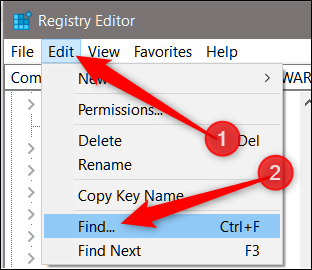 Registry Editor
File Edit View Favorites Help
Com WAR
New >
Permissions...
1
Delete Del
Rename
2
Copy Key Name
Find... Ctrl+F
Find Next F3